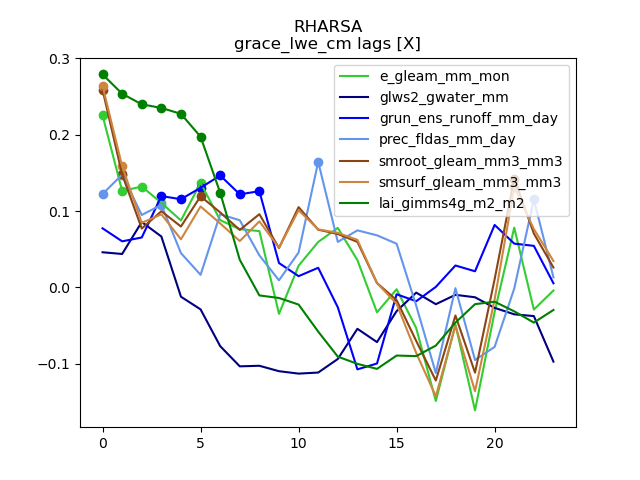 RHARSA
grace_lwe_cm lags [X]
0.3
0.2
0.1
0.0
−0.1
0
5
10
15
20
e_gleam_mm_mon
glws2_gwater_mm
grun_ens_runoff_mm_day
prec_fldas_mm_day
smroot_gleam_mm3_mm3
smsurf_gleam_mm3_mm3
lai_gimms4g_m2_m2